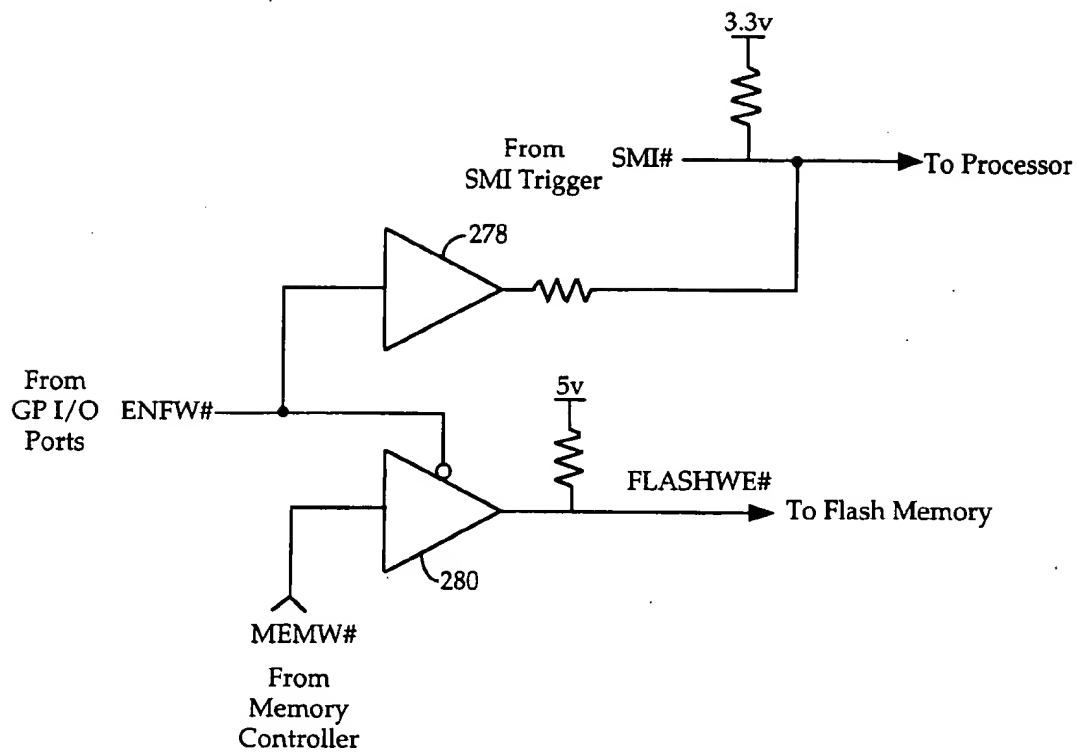 3.3v
From
SMI Trigger
SMI#
To Processor
278
From
GP I/O
Ports
ENFW#
5v
FLASHWE#
To Flash Memory
280
MEMW#
From
Memory
Controller